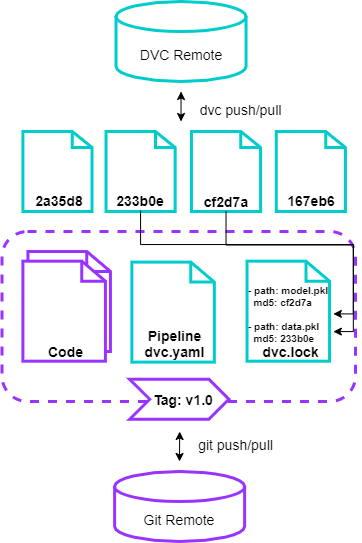 DVC Remote
dvc push/pull
2a35d8
233b0e
cf2d7a
167eb6
Code
Pipeline
dvc.yaml
- path: model.pkl
md5: cf2d7a
- path: data.pkl
md5: 233b0e
dvc.lock
Tag: v1.0
git push/pull
Git Remote